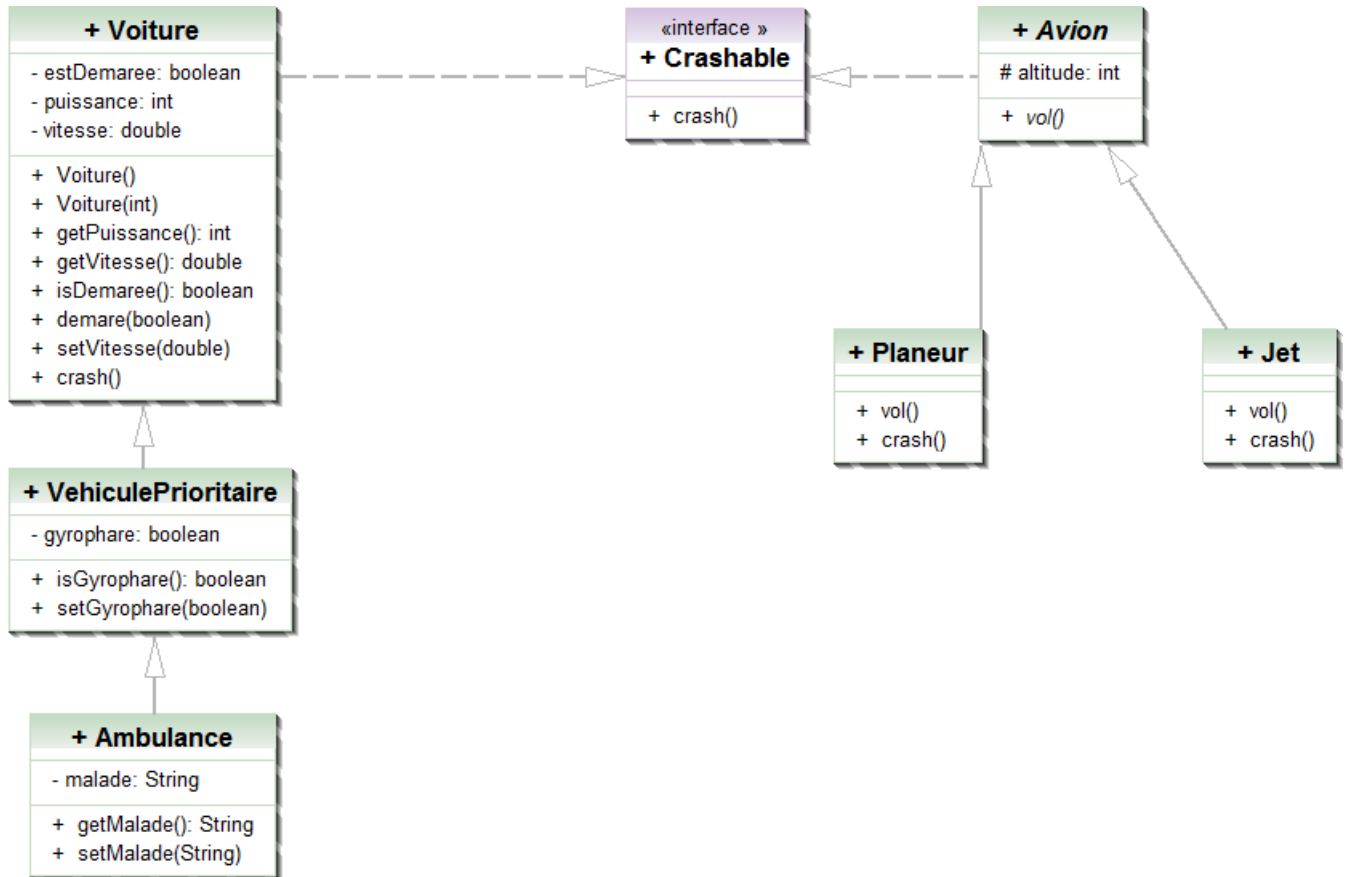 + Voiture
- estDemaree: boolean
- puissance: int
- vitesse: double
+ Voiture()
+ Voiture(int)
+ getPuissance(): int
+ getVitesse(): double
+ isDemaree(): boolean
+ demare(boolean)
+ setVitesse(double)
+ crash()
«interface »
+ Crashable
+ crash()
+ Avion
# altitude: int
+ vol()
+ Planeur
+ vol()
+ crash()
+ Jet
+ vol()
+ crash()
+ VehiculePrioritaire
- gyrophare: boolean
+ isGyrophare(): boolean
+ setGyrophare(boolean)
+ Ambulance
- malade: String
+ getMalade(): String
+ setMalade(String)